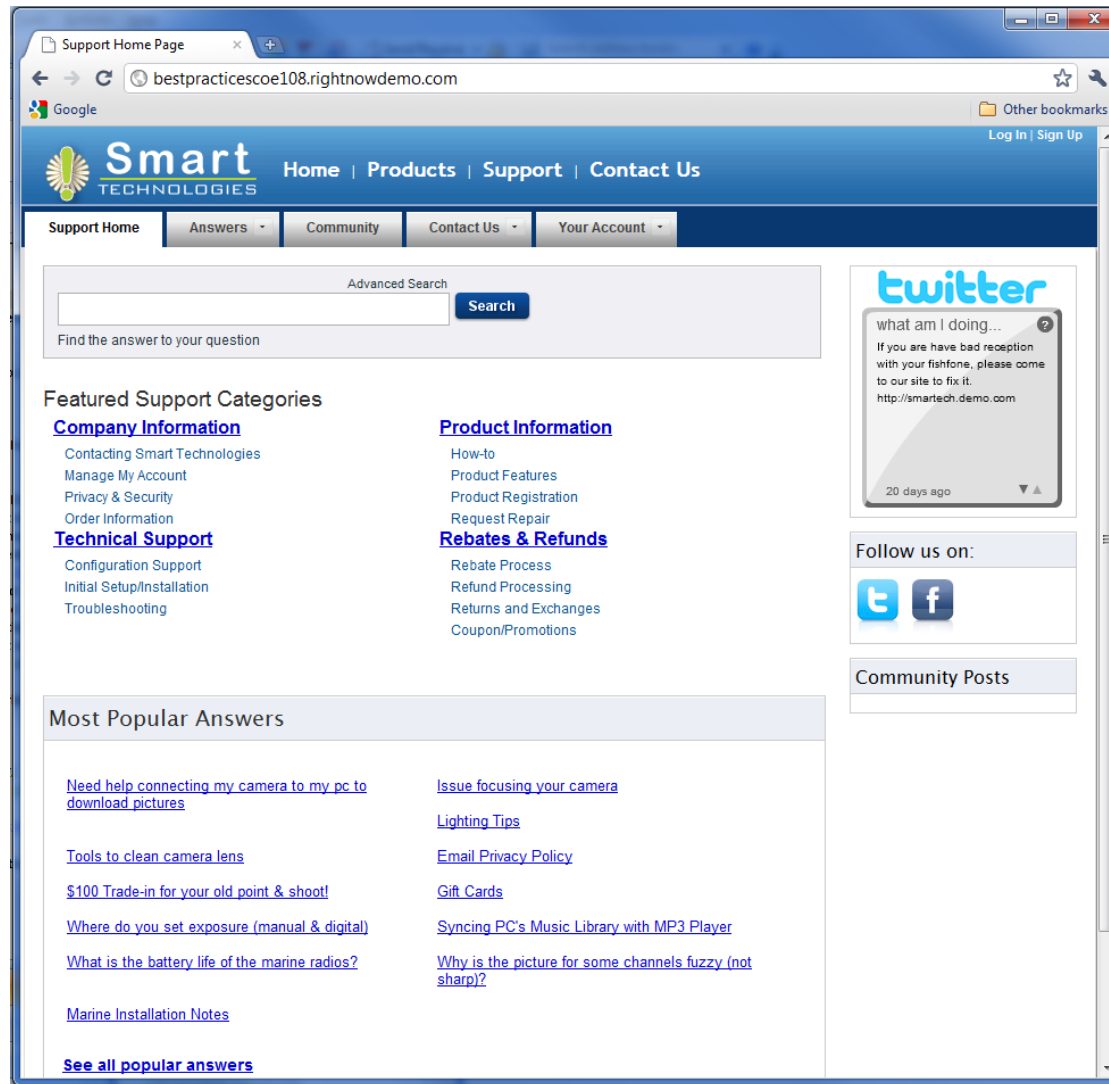 Support Home Page
bestpracticescoe108.rightnowdemo.com
Google
Other bookmarks
Log In | Sign Up
Smart
TECHNOLOGIES
Home | Products | Support | Contact Us
Support Home
Answers
Community
Contact Us
Your Account
Advanced Search
Search
Find the answer to your question
Featured Support Categories
Company Information
Contacting Smart Technologies
Manage My Account
Privacy & Security
Order Information
Product Information
How-to
Product Features
Product Registration
Request Repair
Technical Support
Configuration Support
Initial Setup/Installation
Troubleshooting
Rebates & Refunds
Rebate Process
Refund Processing
Returns and Exchanges
Coupon/Promotions
Most Popular Answers
Need help connecting my camera to my pc to
download pictures
Tools to clean camera lens
$100 Trade-in for your old point & shoot!
Where do you set exposure (manual & digital)
What is the battery life of the marine radios?
Marine Installation Notes
Issue focusing your camera
Lighting Tips
Email Privacy Policy
Gift Cards
Syncing PC's Music Library with MP3 Player
Why is the picture for some channels fuzzy (not
sharp)?
See all popular answers
twitter
what am I doing...
?
If you are have bad reception
with your fishfone, please come
to our site to fix it.
http://smartech.demo.com
20 days ago
Follow us on:
t
f
Community Posts